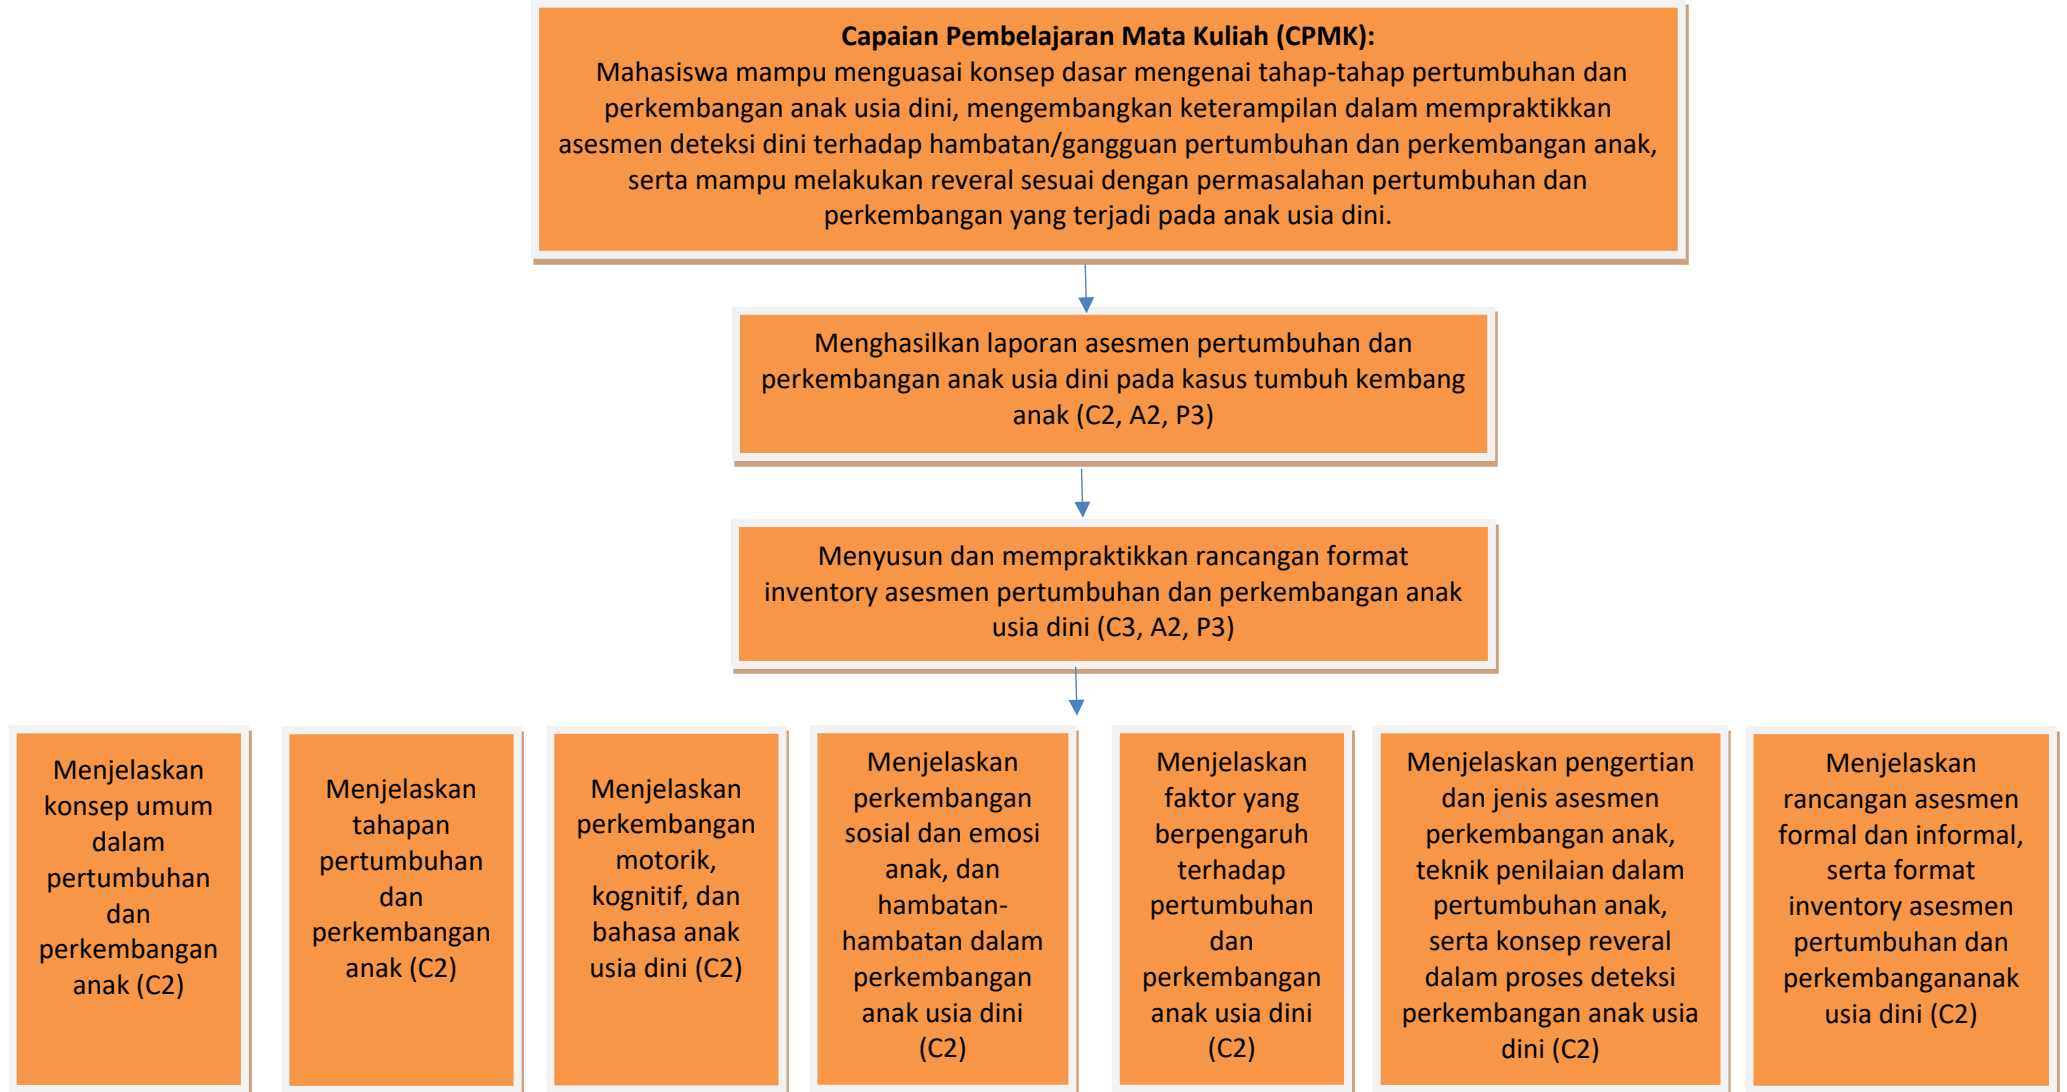 Capaian Pembelajaran Mata Kuliah (CPMK):
Mahasiswa mampu menguasai konsep dasar mengenai tahap-tahap pertumbuhan dan
perkembangan anak usia dini, mengembangkan keterampilan dalam mempraktikkan
asesmen deteksi dini terhadap hambatan/gangguan pertumbuhan dan perkembangan anak,
serta mampu melakukan reveral sesuai dengan permasalahan pertumbuhan dan
perkembangan yang terjadi pada anak usia dini.
Menghasilkan laporan asesmen pertumbuhan dan
perkembangan anak usia dini pada kasus tumbuh kembang
anak (C2, A2, P3)
Menyusun dan mempraktikkan rancangan format
inventory asesmen pertumbuhan dan perkembangan anak
usia dini (C3, A2, P3)
Menjelaskan
konsep umum
dalam
pertumbuhan
dan
perkembangan
anak (C2)
Menjelaskan
tahapan
pertumbuhan
dan
perkembangan
anak (C2)
Menjelaskan
perkembangan
motorik,
kognitif, dan
bahasa anak
usia dini (C2)
Menjelaskan
perkembangan
sosial dan emosi
anak, dan
hambatan-
hambatan dalam
perkembangan
anak usia dini
(C2)
Menjelaskan
faktor yang
berpengaruh
terhadap
pertumbuhan
dan
perkembangan
anak usia dini
(C2)
Menjelaskan pengertian
dan jenis asesmen
perkembangan anak,
teknik penilaian dalam
pertumbuhan anak,
serta konsep reveral
dalam proses deteksi
perkembangan anak usia
dini (C2)
Menjelaskan
rancangan asesmen
formal dan informal,
serta format
inventory asesmen
pertumbuhan dan
perkembangananak
usia dini (C2)